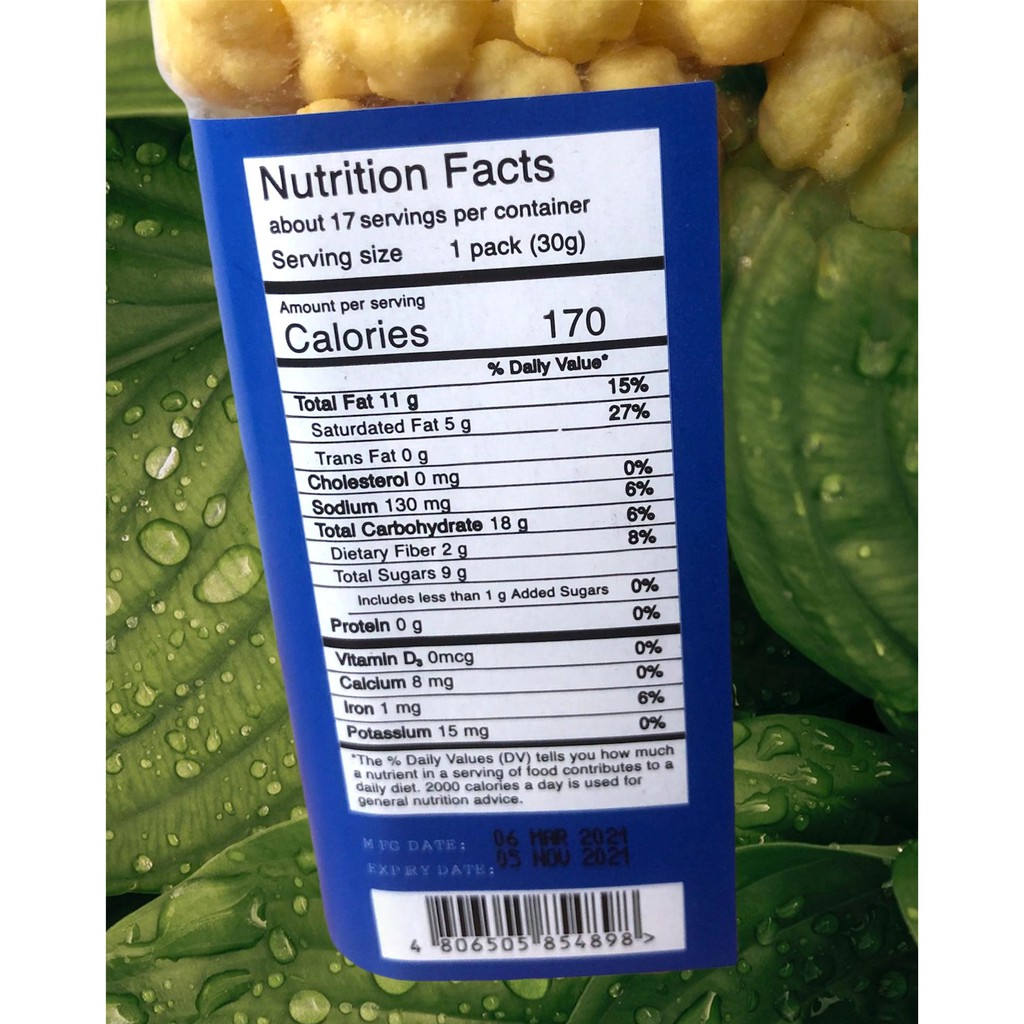 Nutrition Facts
about 17 servings per container
Serving size 1 pack (30g)
Amount per serving
Calories 170
% Daily Value*
Total Fat 11 g 15%
Saturdated Fat 5 g 27%
Trans Fat 0 g
Cholesterol 0 mg 0%
Sodium 130 mg 6%
Total Carbohydrate 18 g 6%
Dietary Fiber 2 g 8%
Total Sugars 9 g
Includes less than 1 g Added Sugars 0%
Protein 0 g 0%
Vitamin D₃ 0mcg 0%
Calcium 8 mg 0%
Iron 1 mg 6%
Potassium 15 mg 0%
*The % Daily Values (DV) tells you how much
a nutrient in a serving of food contributes to a
daily diet. 2000 calories a day is used for
general nutrition advice.
MFG DATE: 06 MAR 2021
EXPIRY DATE: 05 NOV 2021
4 806505 854898 >